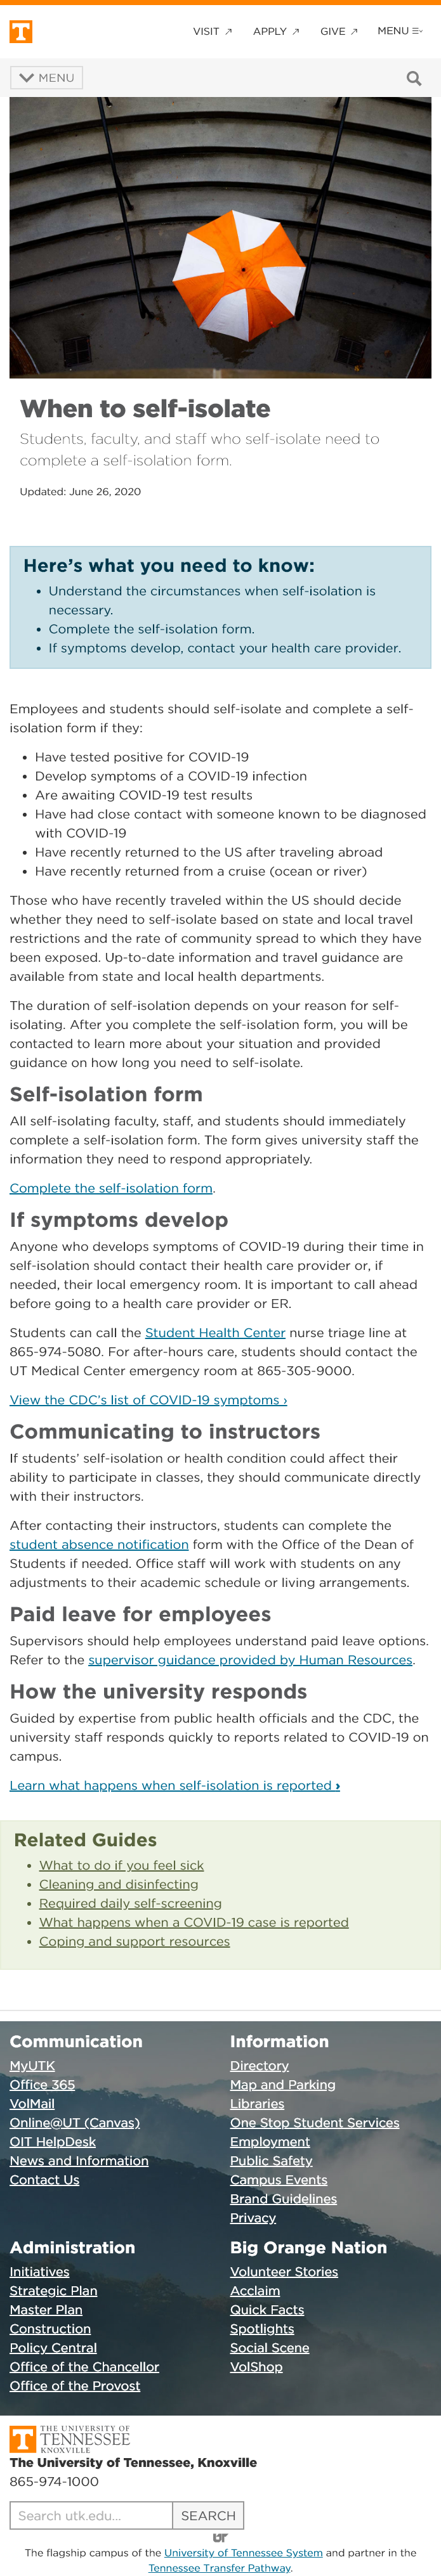 T
VISIT ↗ APPLY ↗ GIVE ↗ MENU
MENU
When to self-isolate
Students, faculty, and staff who self-isolate need to
complete a self-isolation form.
Updated: June 26, 2020
Here's what you need to know:
• Understand the circumstances when self-isolation is
necessary.
• Complete the self-isolation form.
• If symptoms develop, contact your health care provider.
Employees and students should self-isolate and complete a self-
isolation form if they:
• Have tested positive for COVID-19
• Develop symptoms of a COVID-19 infection
• Are awaiting COVID-19 test results
• Have had close contact with someone known to be diagnosed
with COVID-19
• Have recently returned to the US after traveling abroad
• Have recently returned from a cruise (ocean or river)
Those who have recently traveled within the US should decide
whether they need to self-isolate based on state and local travel
restrictions and the rate of community spread to which they have
been exposed. Up-to-date information and travel guidance are
available from state and local health departments.
The duration of self-isolation depends on your reason for self-
isolating. After you complete the self-isolation form, you will be
contacted to learn more about your situation and provided
guidance on how long you need to self-isolate.
Self-isolation form
All self-isolating faculty, staff, and students should immediately
complete a self-isolation form. The form gives university staff the
information they need to respond appropriately.
Complete the self-isolation form.
If symptoms develop
Anyone who develops symptoms of COVID-19 during their time in
self-isolation should contact their health care provider or, if
needed, their local emergency room. It is important to call ahead
before going to a health care provider or ER.
Students can call the Student Health Center nurse triage line at
865-974-5080. For after-hours care, students should contact the
UT Medical Center emergency room at 865-305-9000.
View the CDC's list of COVID-19 symptoms ›
Communicating to instructors
If students' self-isolation or health condition could affect their
ability to participate in classes, they should communicate directly
with their instructors.
After contacting their instructors, students can complete the
student absence notification form with the Office of the Dean of
Students if needed. Office staff will work with students on any
adjustments to their academic schedule or living arrangements.
Paid leave for employees
Supervisors should help employees understand paid leave options.
Refer to the supervisor guidance provided by Human Resources.
How the university responds
Guided by expertise from public health officials and the CDC, the
university staff responds quickly to reports related to COVID-19 on
campus.
Learn what happens when self-isolation is reported ›
Related Guides
• What to do if you feel sick
• Cleaning and disinfecting
• Required daily self-screening
• What happens when a COVID-19 case is reported
• Coping and support resources
Communication
MyUTK
Office 365
VolMail
Online@UT (Canvas)
OIT HelpDesk
News and Information
Contact Us
Information
Directory
Map and Parking
Libraries
One Stop Student Services
Employment
Public Safety
Campus Events
Brand Guidelines
Privacy
Administration
Initiatives
Strategic Plan
Master Plan
Construction
Policy Central
Office of the Chancellor
Office of the Provost
Big Orange Nation
Volunteer Stories
Acclaim
Quick Facts
Spotlights
Social Scene
VolShop
T THE UNIVERSITY OF
TENNESSEE
KNOXVILLE
The University of Tennessee, Knoxville
865-974-1000
Search utk.edu... SEARCH
UT
The flagship campus of the University of Tennessee System and partner in the
Tennessee Transfer Pathway.